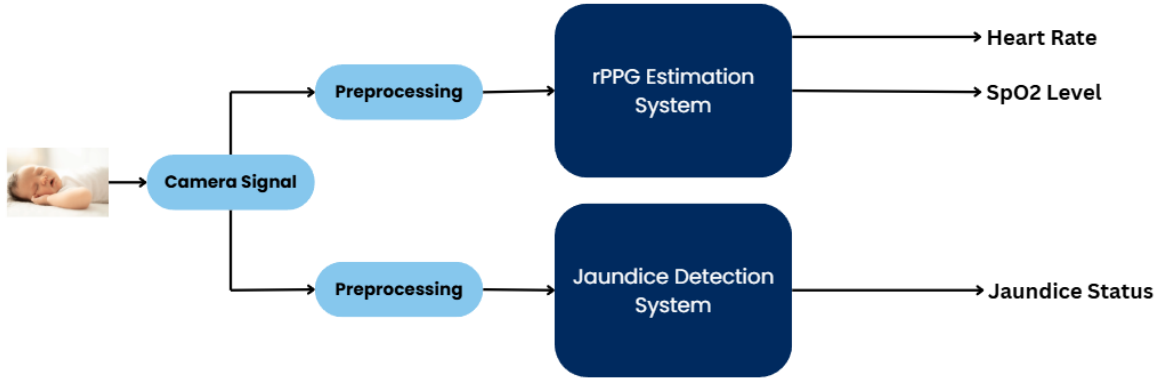 Heart Rate
rPPG Estimation
System
Preprocessing
SpO2 Level
Camera Signal
Jaundice Detection
System
Preprocessing
Jaundice Status